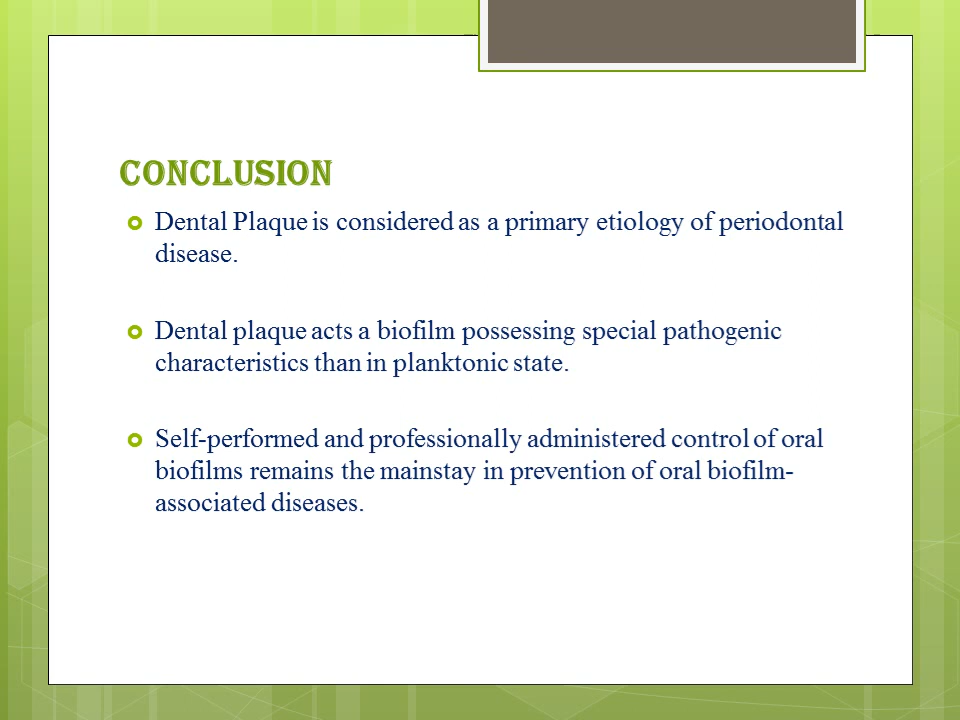 CONCLUSION
Dental Plaque is considered as a primary etiology of periodontal
disease.
Dental plaque acts a biofilm possessing special pathogenic
characteristics than in planktonic state.
Self-performed and professionally administered control of oral
biofilms remains the mainstay in prevention of oral biofilm-
associated diseases.